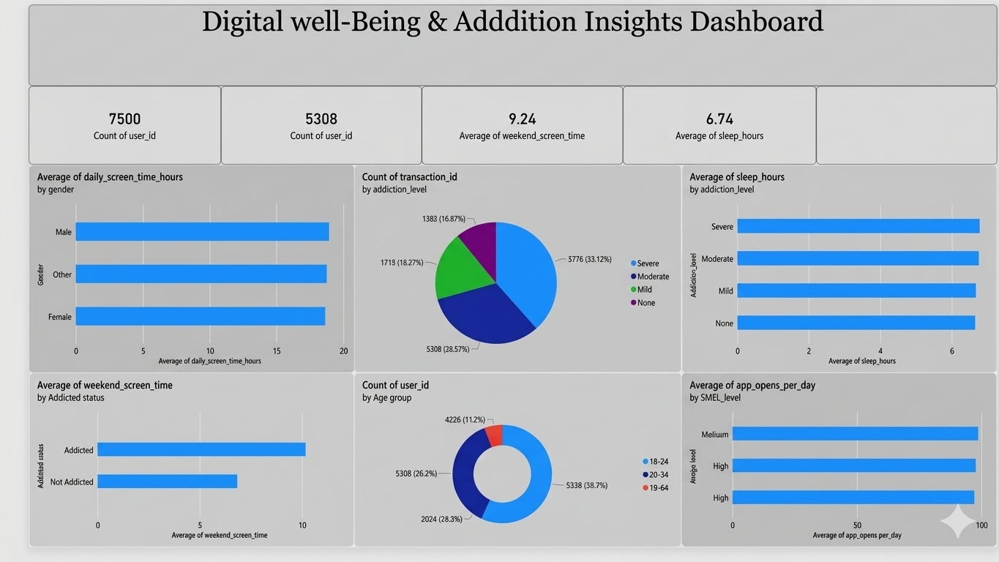 Digital well-Being & Adddition Insights Dashboard
7500
Count of user_id
5308
Count of user_id
9.24
Average of weekend_screen_time
6.74
Average of sleep_hours
Average of daily_screen_time_hours
by gender
Gender
Male
Other
Female
0 5 10 15 20
Average of daily_screen_time_hours
Count of transaction_id
by addiction_level
1383 (16.87%)
1713 (18.27%)
5776 (33.12%)
5308 (28.57%)
Severe
Moderate
Mild
None
Average of sleep_hours
by addiction_level
Severe
Moderate
Mild
None
0 2 4 6
Average of sleep_hours
Average of weekend_screen_time
by Addicted status
Addicted
Not Addicted
0 5 10
Average of weekend_screen_time
Count of user_id
by Age group
4226 (11.2%)
5308 (26.2%)
5338 (38.7%)
2024 (28.3%)
18-24
20-34
19-64
Average of app_opens_per_day
by SMEL_level
Melium
High
High
0 50 100
Average of app_opens per_day